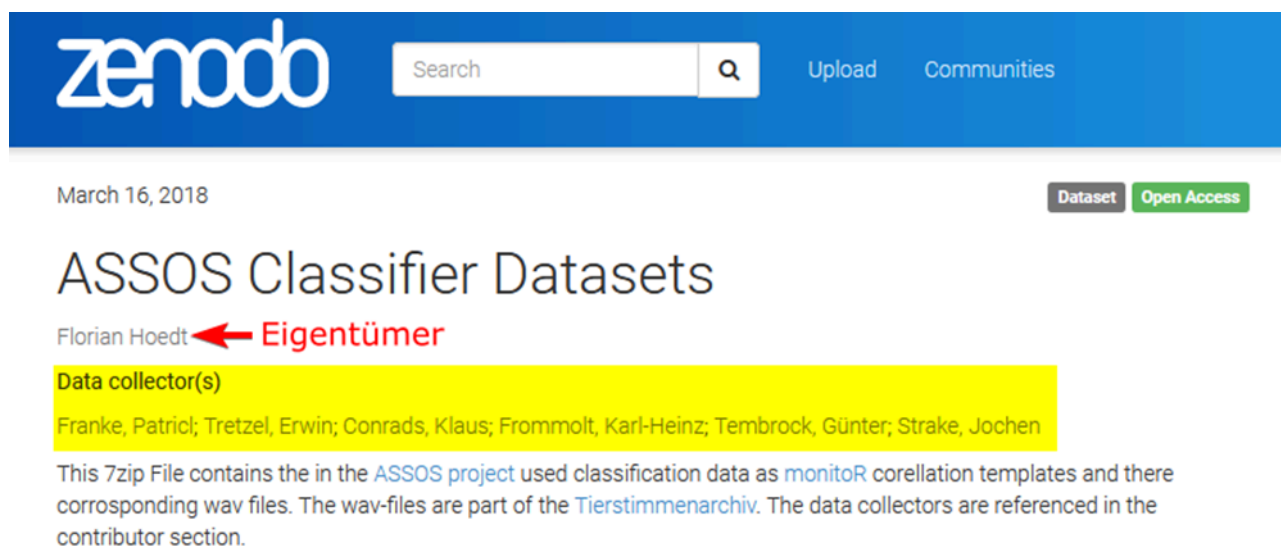 zenodo
Search
Upload
Communities
March 16, 2018
Dataset
Open Access
ASSOS Classifier Datasets
Florian Hoedt
Eigentümer
Data collector(s)
Franke, Patricl; Tretzel, Erwin; Conrads, Klaus; Frommolt, Karl-Heinz; Tembrock, Günter; Strake, Jochen
This 7zip File contains the in the ASSOS project used classification data as monitoR corellation templates and there
corrosponding wav files. The wav-files are part of the Tierstimmenarchiv. The data collectors are referenced in the
contributor section.